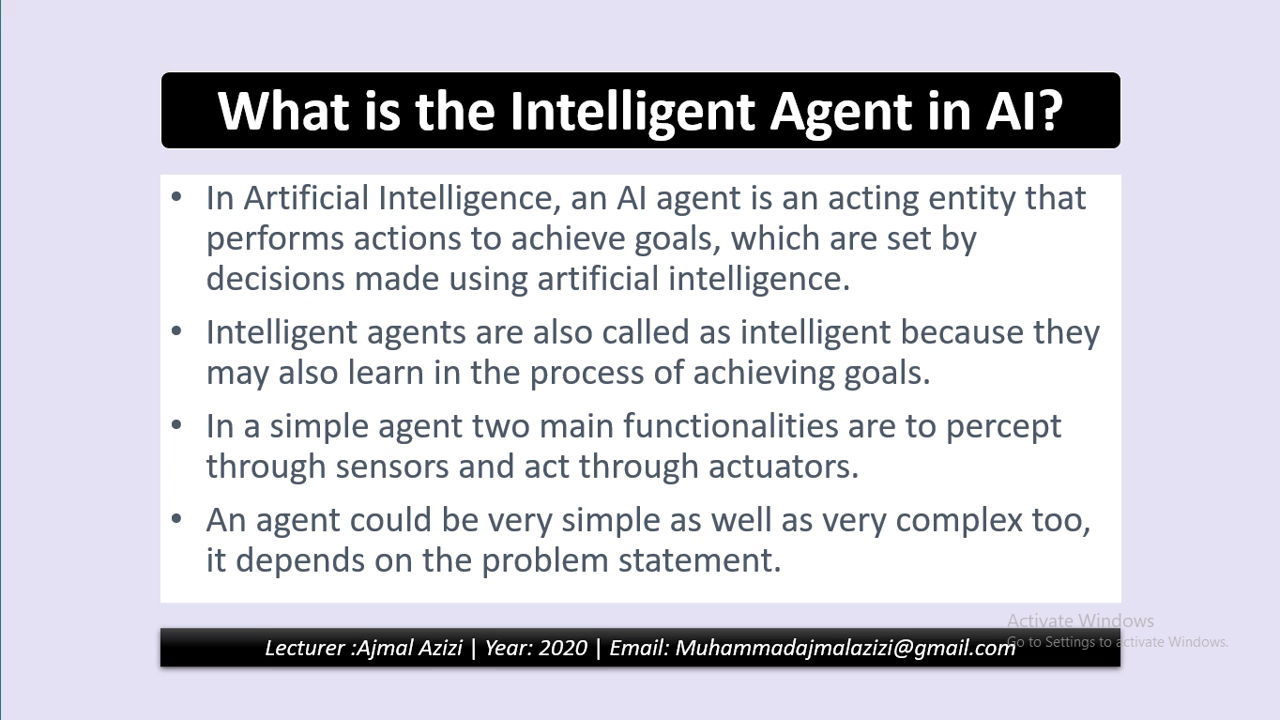 What is the Intelligent Agent in AI?
• In Artificial Intelligence, an AI agent is an acting entity that
performs actions to achieve goals, which are set by
decisions made using artificial intelligence.
• Intelligent agents are also called as intelligent because they
may also learn in the process of achieving goals.
• In a simple agent two main functionalities are to percept
through sensors and act through actuators.
• An agent could be very simple as well as very complex too,
it depends on the problem statement.
Activate Windows
Go to Settings to activate Windows.
Lecturer :Ajmal Azizi | Year: 2020 | Email: Muhammadajmalazizi@gmail.com